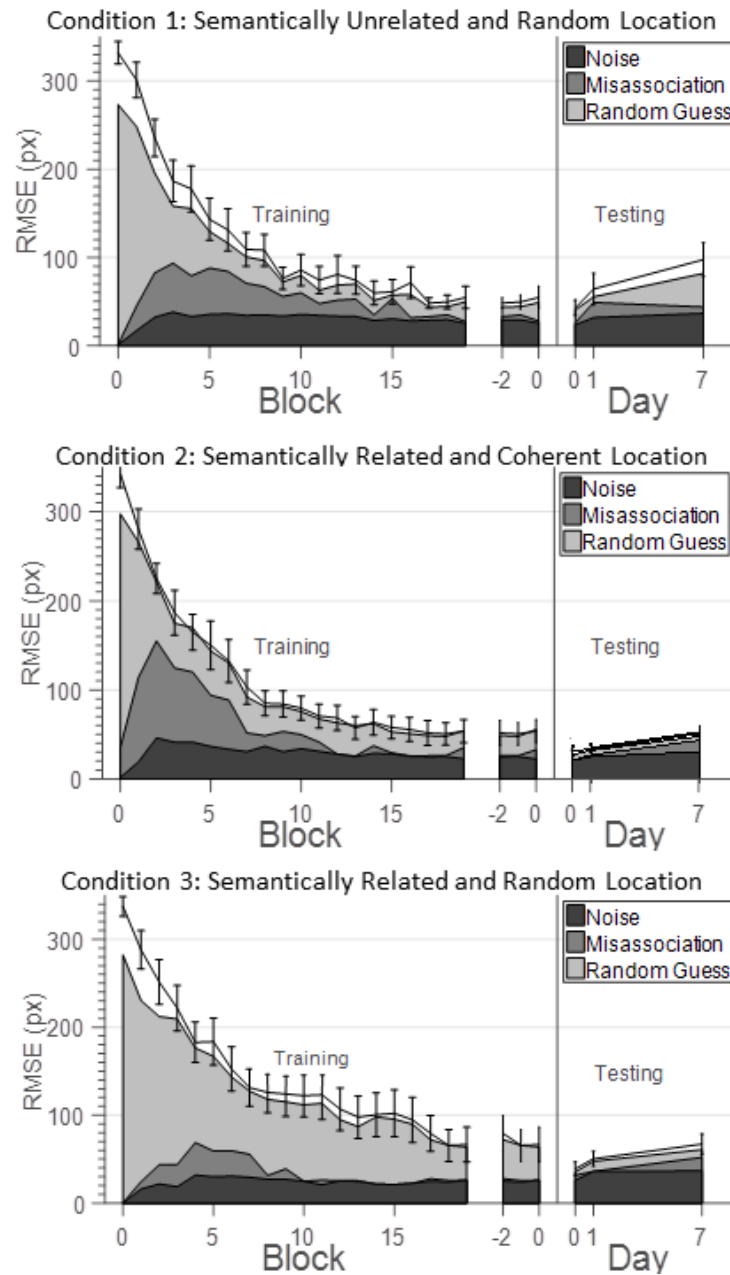 Condition 1: Semantically Unrelated and Random Location
Noise
Misassociation
Random Guess
RMSE (px)
300
200
100
0
Training
Testing
0 5 10 15 -2 0 0 1 7
Block Day
Condition 2: Semantically Related and Coherent Location
Noise
Misassociation
Random Guess
RMSE (px)
300
200
100
0
Training
Testing
0 5 10 15 -2 0 0 1 7
Block Day
Condition 3: Semantically Related and Random Location
Noise
Misassociation
Random Guess
RMSE (px)
300
200
100
0
Training
Testing
0 5 10 15 -2 0 0 1 7
Block Day